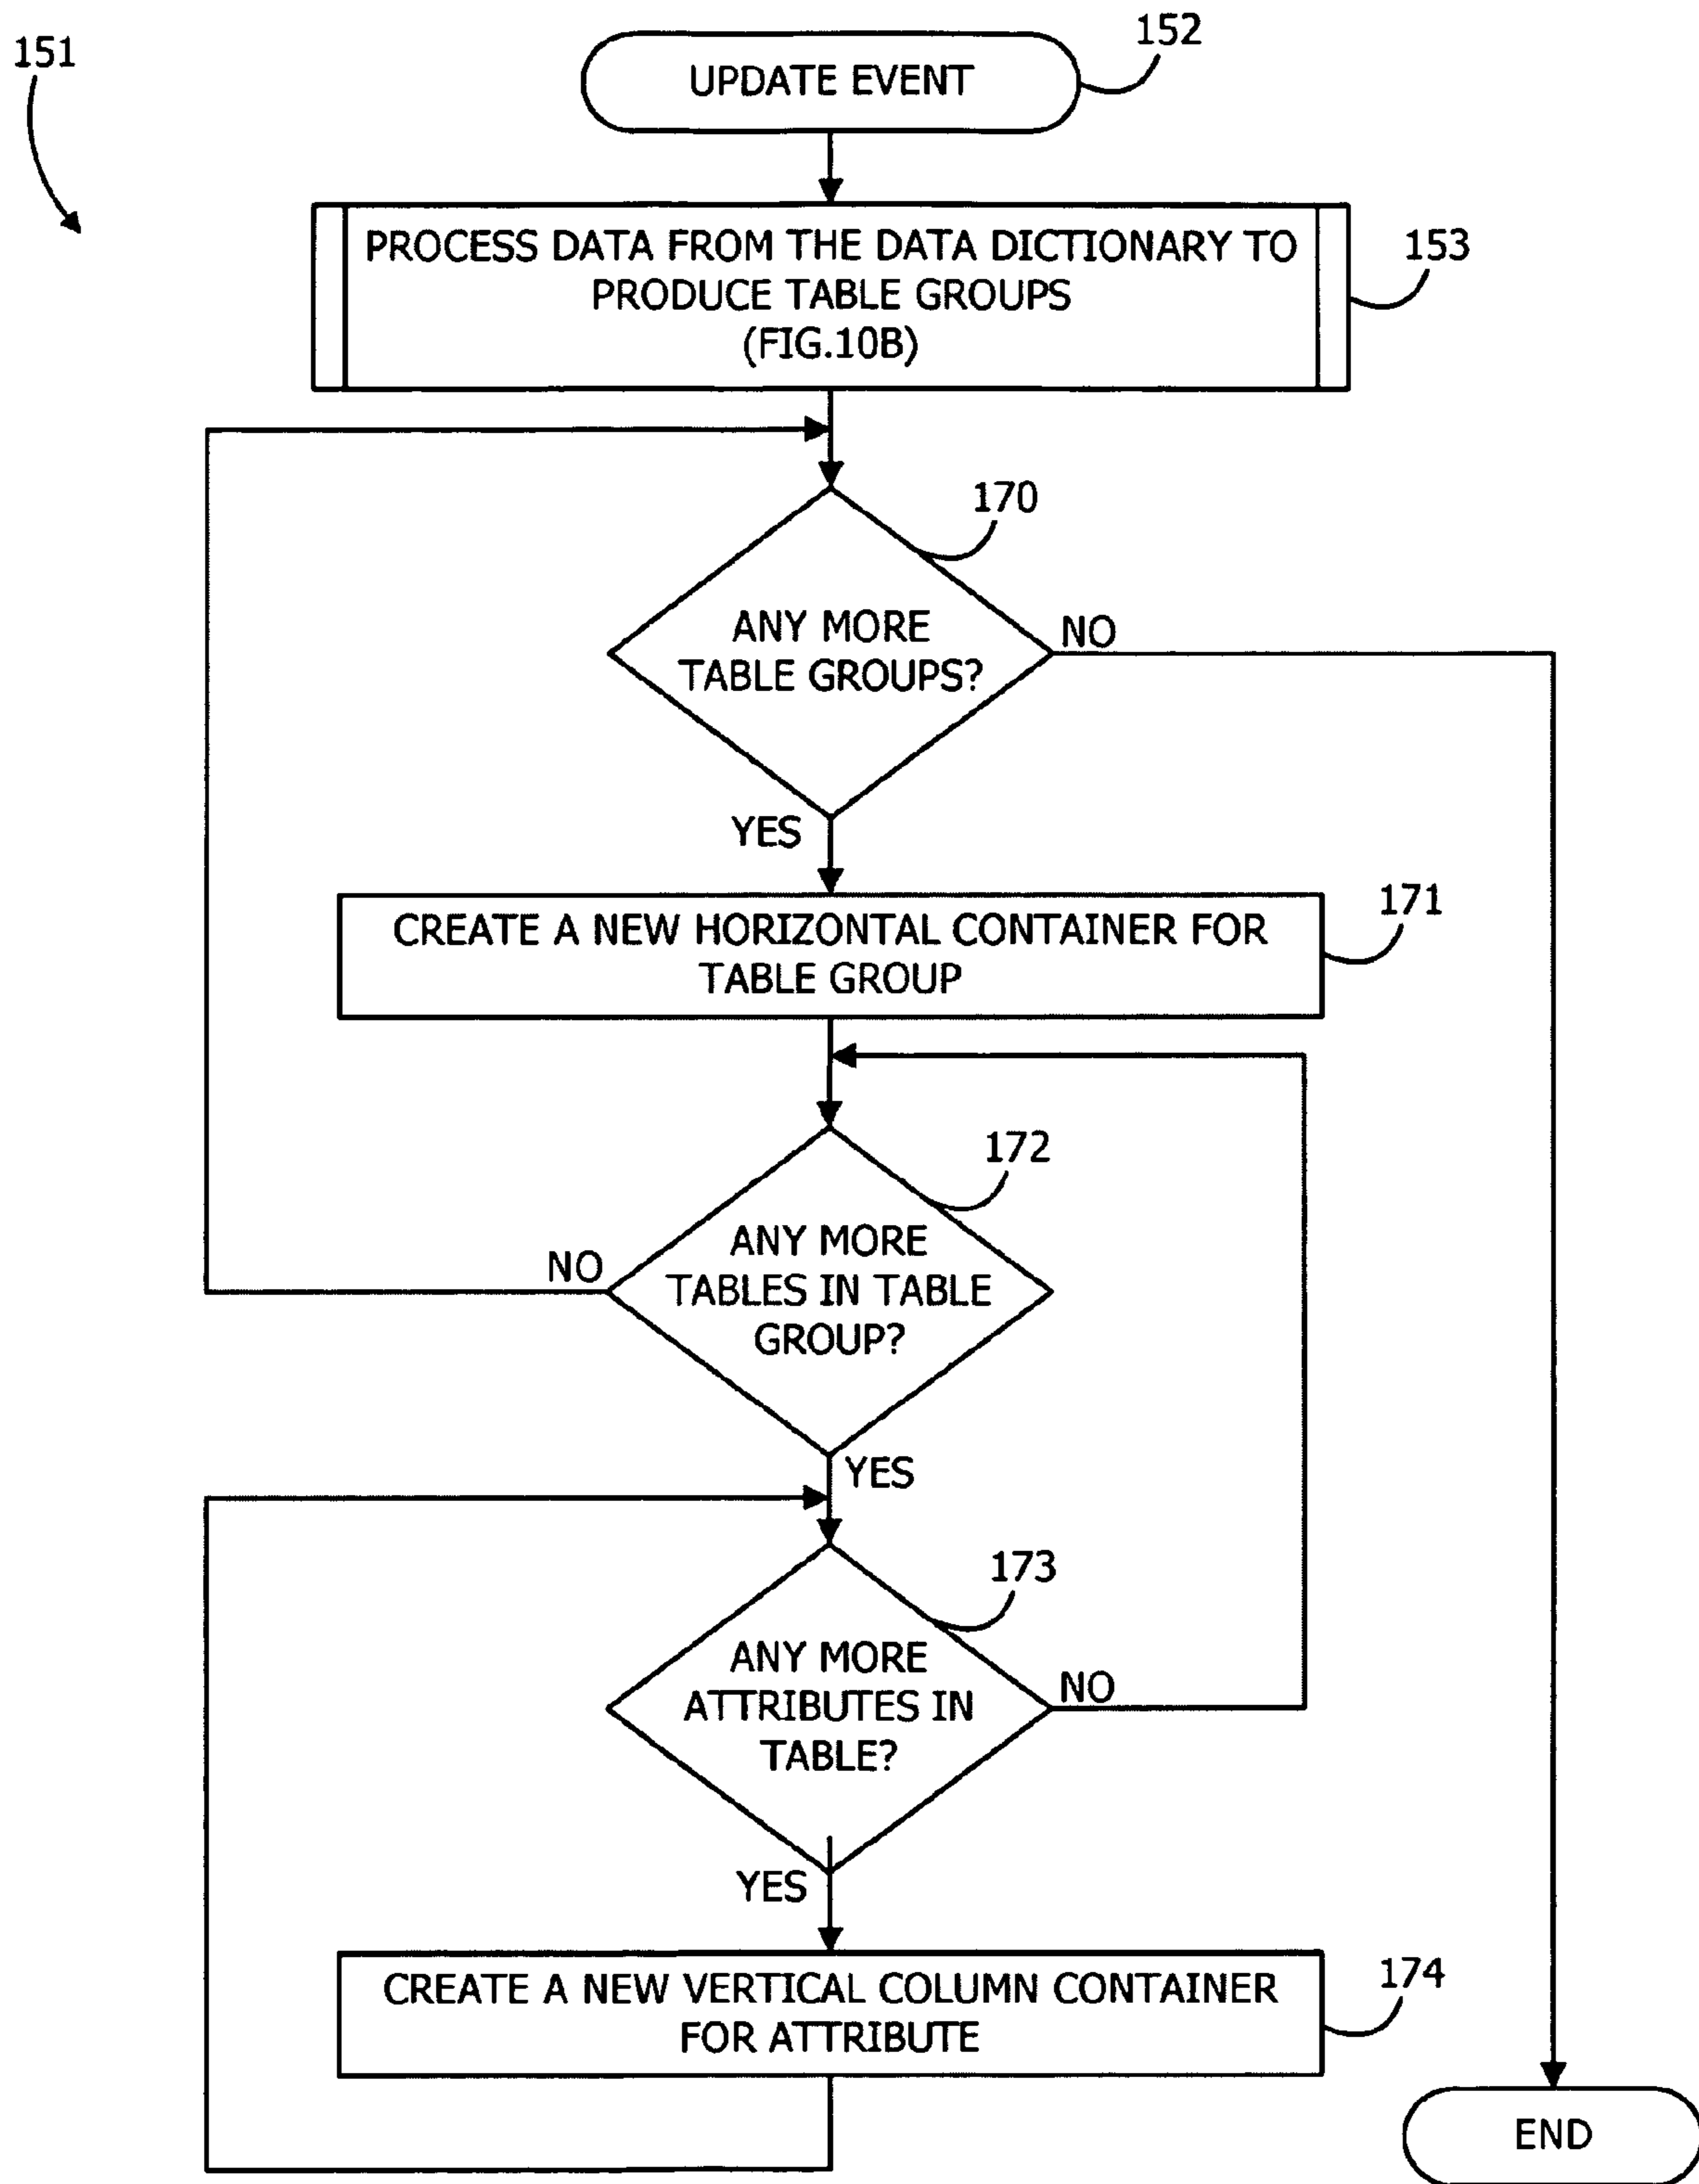 151
152
UPDATE EVENT
153
PROCESS DATA FROM THE DATA DICTIONARY TO
PRODUCE TABLE GROUPS
(FIG.10B)
170
ANY MORE
TABLE GROUPS?
NO
YES
171
CREATE A NEW HORIZONTAL CONTAINER FOR
TABLE GROUP
172
ANY MORE
TABLES IN TABLE
GROUP?
NO
YES
173
ANY MORE
ATTRIBUTES IN
TABLE?
NO
YES
174
CREATE A NEW VERTICAL COLUMN CONTAINER
FOR ATTRIBUTE
END